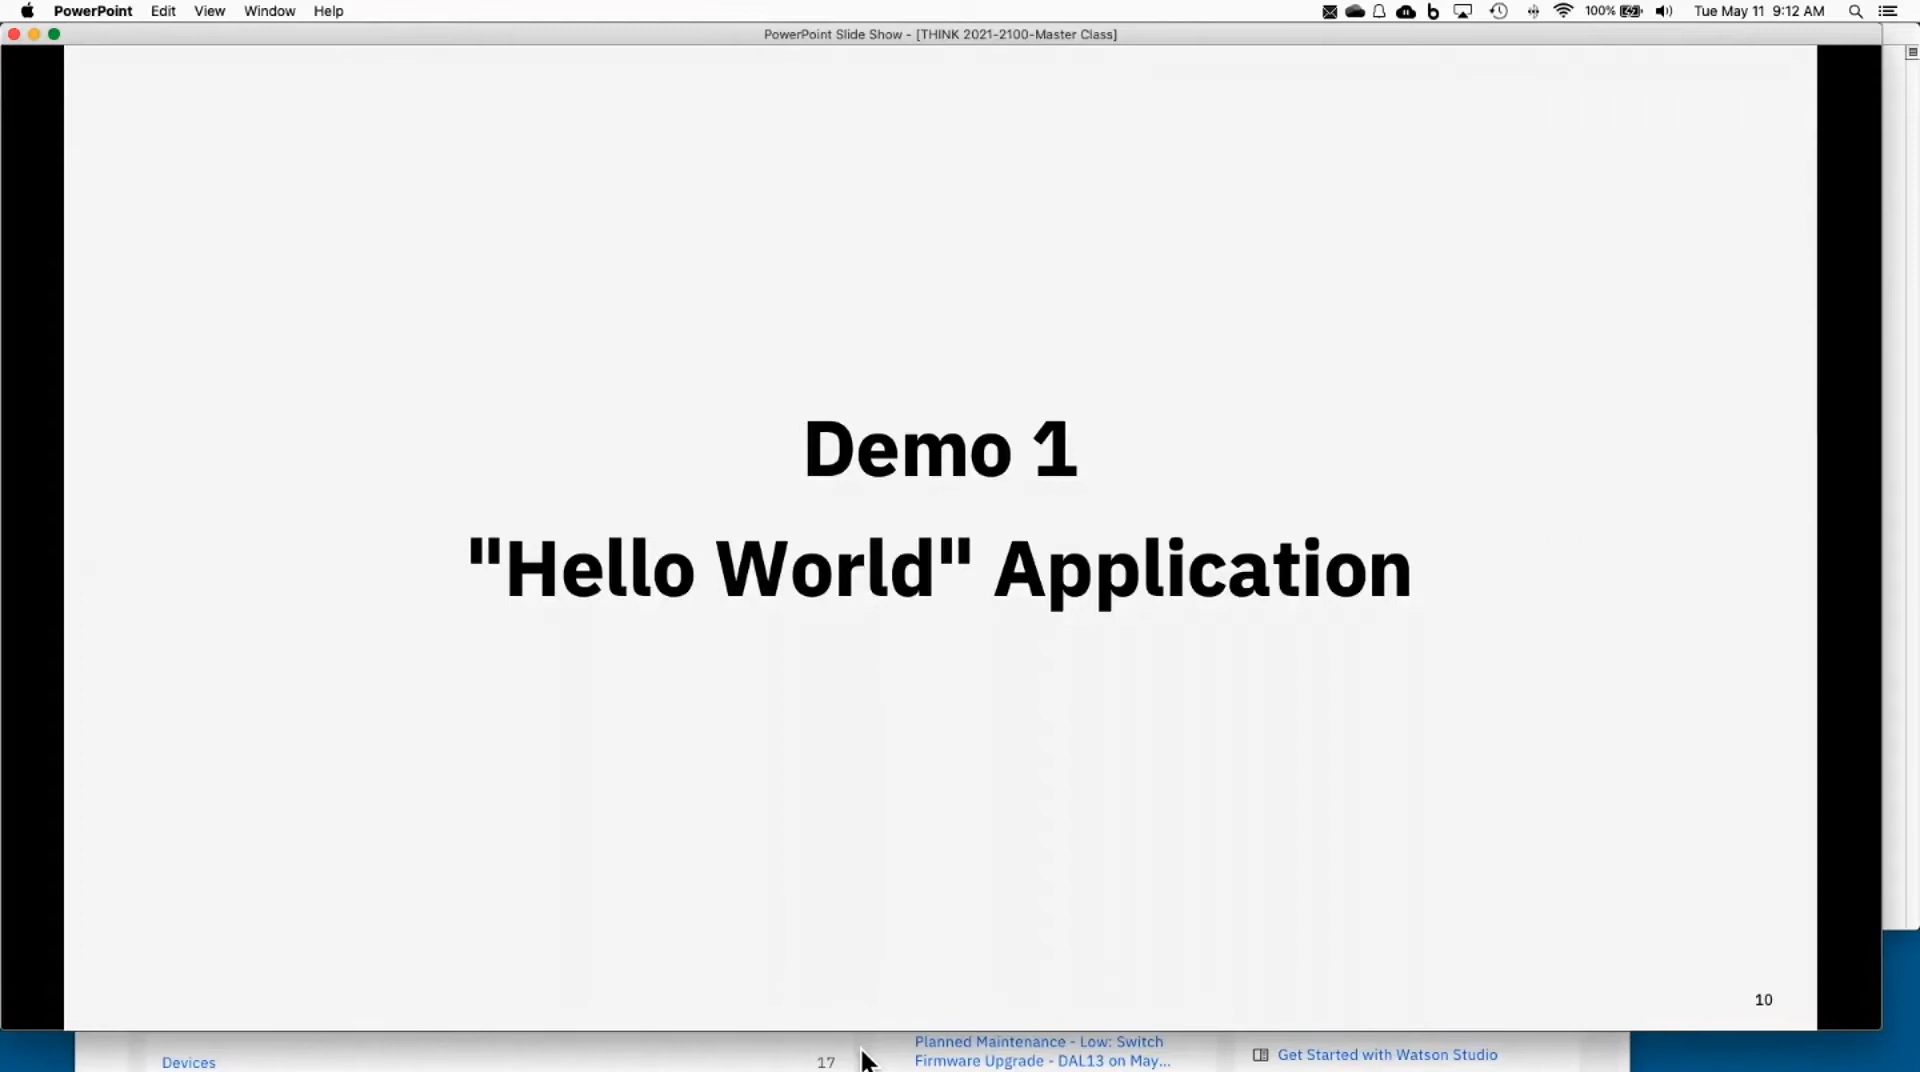 PowerPoint Edit View Window Help
100% Tue May 11 9:12 AM
PowerPoint Slide Show - [THINK 2021-2100-Master Class]
Demo 1
"Hello World" Application
10
Devices 17
Planned Maintenance - Low: Switch
Firmware Upgrade - DAL13 on May...
Get Started with Watson Studio